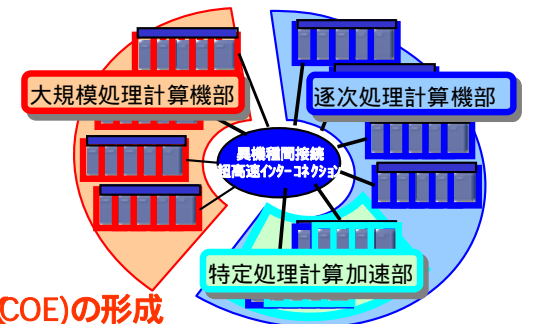 大規模処理計算機部
逐次処理計算機部
異機種間接続
超高速インターコネクション
特定処理計算加速部
(COE)の形成